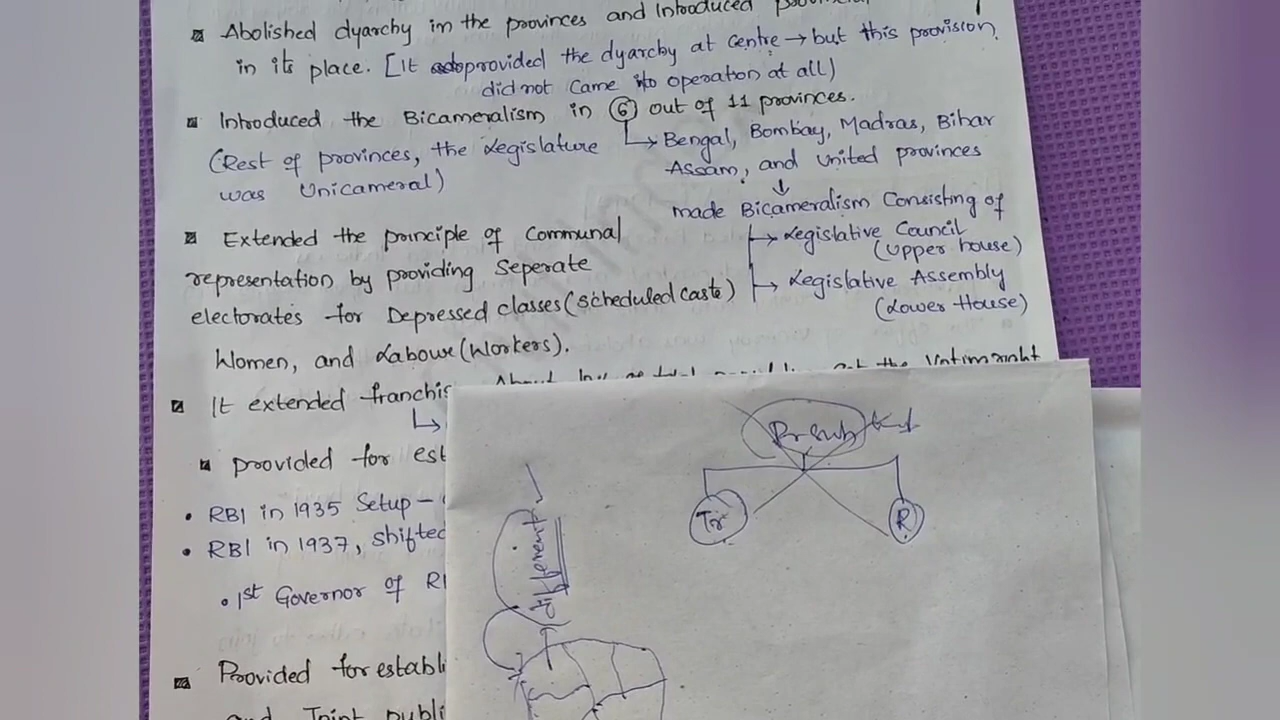 Abolished dyarchy in the provinces and Introduced
in its place. [It provided the dyarchy at Centre → but this provision
did not came into operation at all)
Introduced the Bicameralism in 6 out of 11 provinces.
(Rest of provinces, the Legislature
was Unicameral)
→ Bengal, Bombay, Madras, Bihar
Assam, and United provinces
↓
made Bicameralism Consisting of
→ Legislative Council
(Upper house)
→ Legislative Assembly
(Lower House)
Extended the principle of Communal
representation by providing Seperate
electorates for Depressed classes (Scheduled caste)
Women, and Labour (Workers).
It extended franchis
provided for est
• RBI in 1935 Setup –
• RBI in 1937, Shifted
• 1st Governor of R
Provided for establi
and Joint publi
Tr
R
different